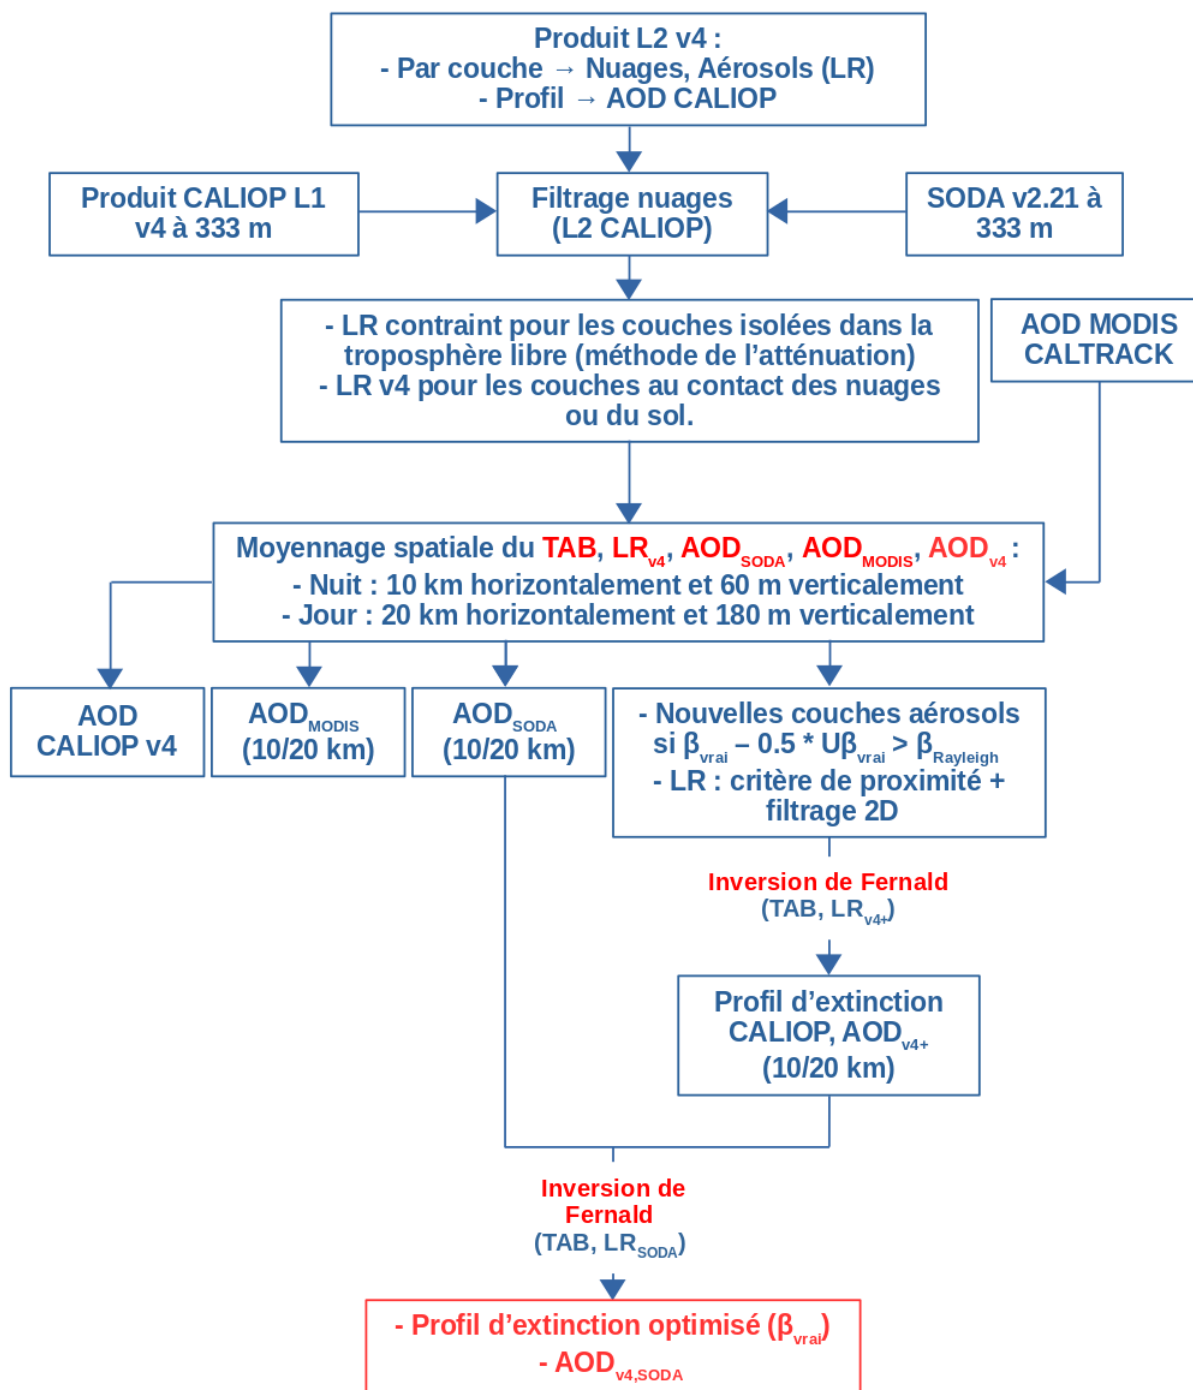 Produit L2 v4 :
- Par couche → Nuages, Aérosols (LR)
- Profil → AOD CALIOP
Produit CALIOP L1
v4 à 333 m
Filtrage nuages
(L2 CALIOP)
SODA v2.21 à
333 m
- LR contraint pour les couches isolées dans la
troposphère libre (méthode de l’atténuation)
- LR v4 pour les couches au contact des nuages
ou du sol.
AOD MODIS
CALTRACK
Moyennage spatiale du TAB, LRv4, AODSODA, AODMODIS, AODv4 :
- Nuit : 10 km horizontalement et 60 m verticalement
- Jour : 20 km horizontalement et 180 m verticalement
AOD
CALIOP v4
AODMODIS
(10/20 km)
AODSODA
(10/20 km)
- Nouvelles couches aérosols
si βvrai – 0.5 * Uβvrai > βRayleigh
- LR : critère de proximité +
filtrage 2D
Inversion de Fernald
(TAB, LRv4+)
Profil d’extinction
CALIOP, AODv4+
(10/20 km)
Inversion de
Fernald
(TAB, LRSODA)
- Profil d’extinction optimisé (βvrai)
- AODv4,SODA